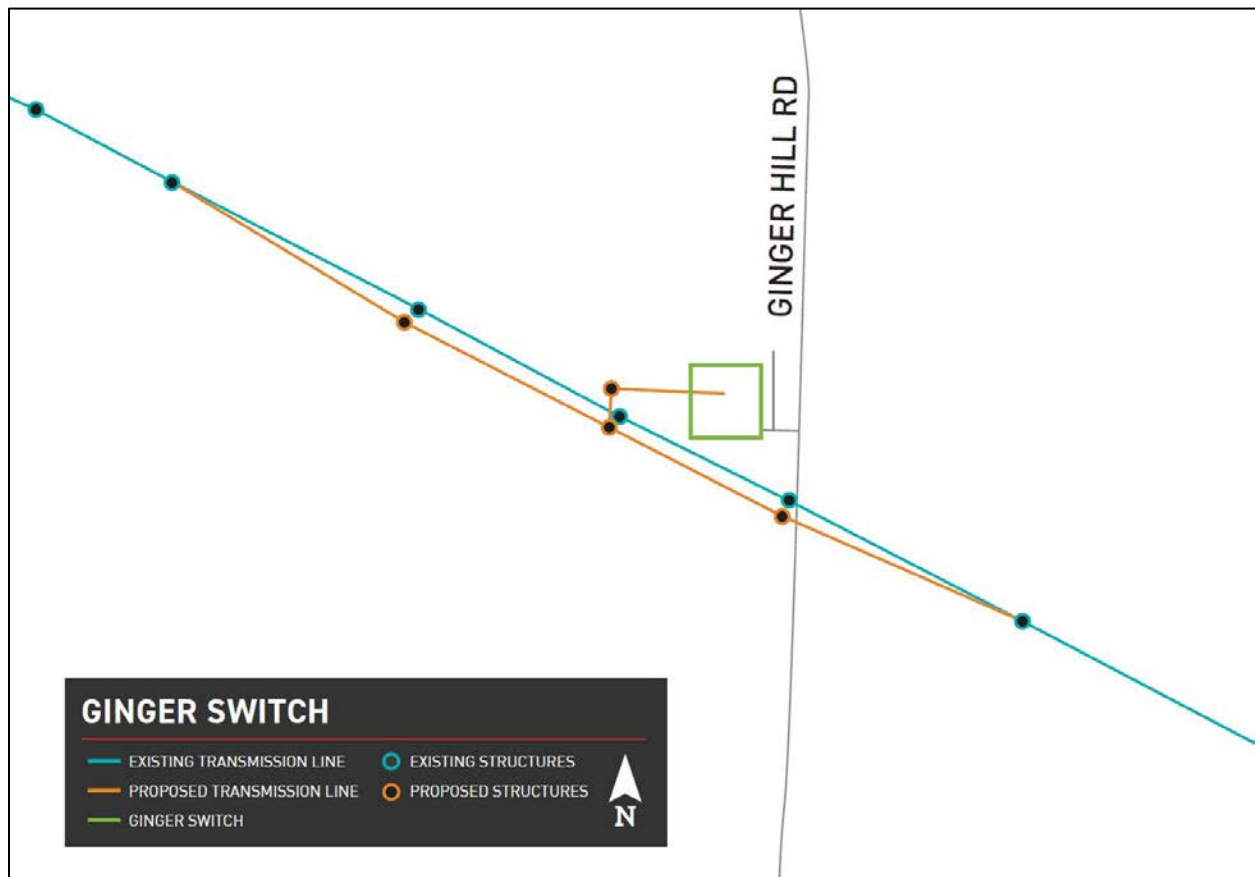 GINGER HILL RD
GINGER SWITCH
EXISTING TRANSMISSION LINE
EXISTING STRUCTURES
PROPOSED TRANSMISSION LINE
PROPOSED STRUCTURES
GINGER SWITCH
N